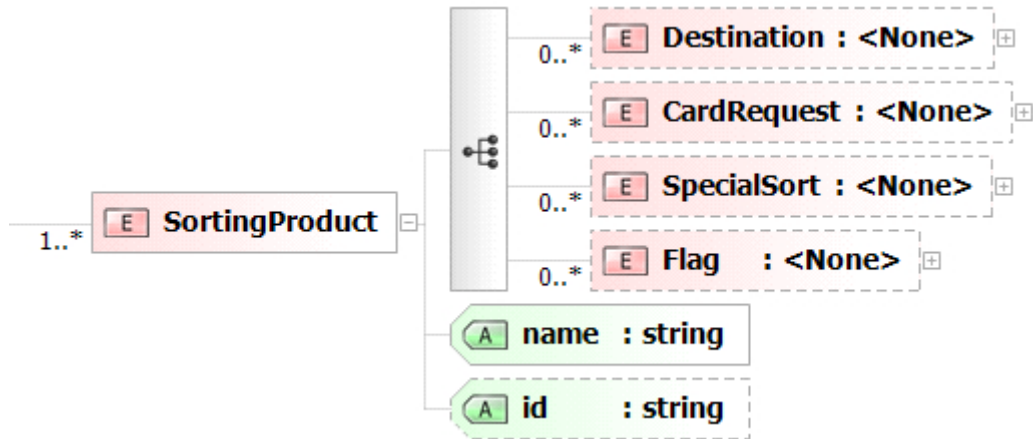 E Destination : <None>
0..*
E CardRequest : <None>
0..*
E SpecialSort : <None>
0..*
E SortingProduct
1..*
E Flag : <None>
0..*
A name : string
A id : string